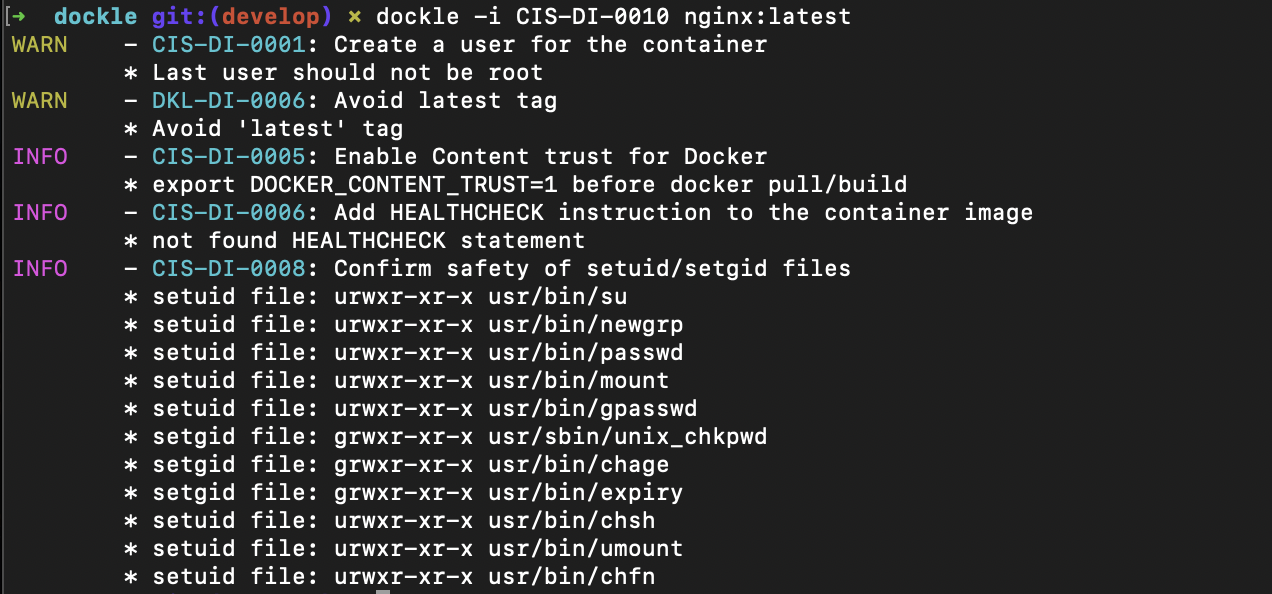 [➜  dockle git:(develop) ✗ dockle -i CIS-DI-0010 nginx:latest
WARN    - CIS-DI-0001: Create a user for the container
        * Last user should not be root
WARN    - DKL-DI-0006: Avoid latest tag
        * Avoid 'latest' tag
INFO    - CIS-DI-0005: Enable Content trust for Docker
        * export DOCKER_CONTENT_TRUST=1 before docker pull/build
INFO    - CIS-DI-0006: Add HEALTHCHECK instruction to the container image
        * not found HEALTHCHECK statement
INFO    - CIS-DI-0008: Confirm safety of setuid/setgid files
        * setuid file: urwxr-xr-x usr/bin/su
        * setuid file: urwxr-xr-x usr/bin/newgrp
        * setuid file: urwxr-xr-x usr/bin/passwd
        * setuid file: urwxr-xr-x usr/bin/mount
        * setuid file: urwxr-xr-x usr/bin/gpasswd
        * setgid file: grwxr-xr-x usr/sbin/unix_chkpwd
        * setgid file: grwxr-xr-x usr/bin/chage
        * setgid file: grwxr-xr-x usr/bin/expiry
        * setuid file: urwxr-xr-x usr/bin/chsh
        * setuid file: urwxr-xr-x usr/bin/umount
        * setuid file: urwxr-xr-x usr/bin/chfn